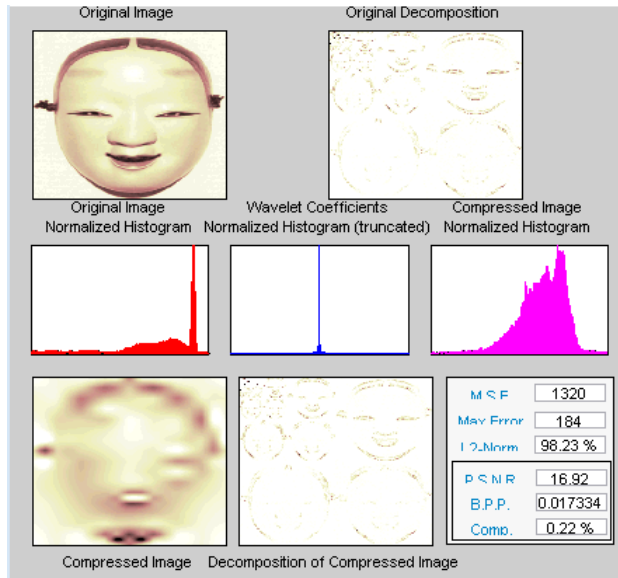 Original Image
Original Decomposition
Original Image
Normalized Histogram
Wavelet Coefficients
Normalized Histogram (truncated)
Compressed Image
Normalized Histogram
M.S.E. 1320
Max Error 184
L2-Norm 98.23 %
P.S.N.R. 16.92
B.P.P. 0.017334
Comp. 0.22 %
Compressed Image
Decomposition of Compressed Image